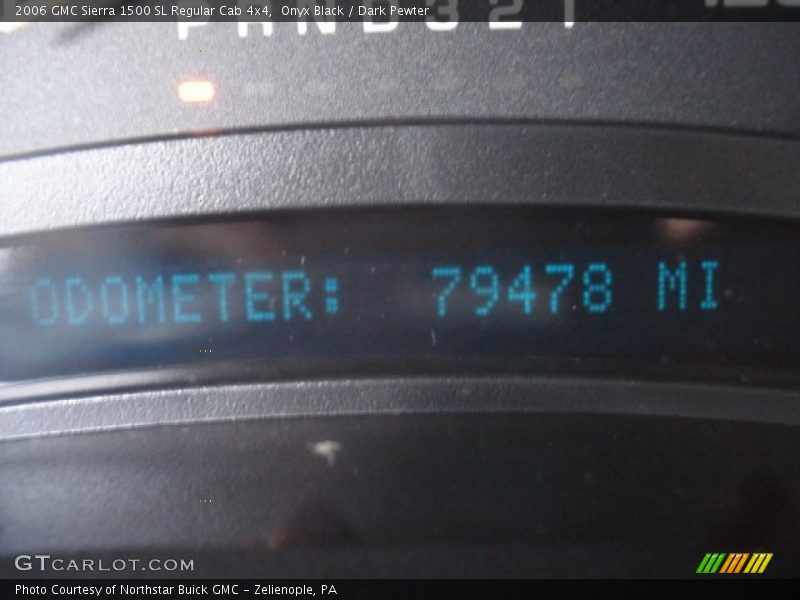 2006 GMC Sierra 1500 SL Regular Cab 4x4,  Onyx Black / Dark Pewter
PRND321
ODOMETER:  79478 MI
GTCARLOT.COM
Photo Courtesy of Northstar Buick GMC - Zelienople, PA